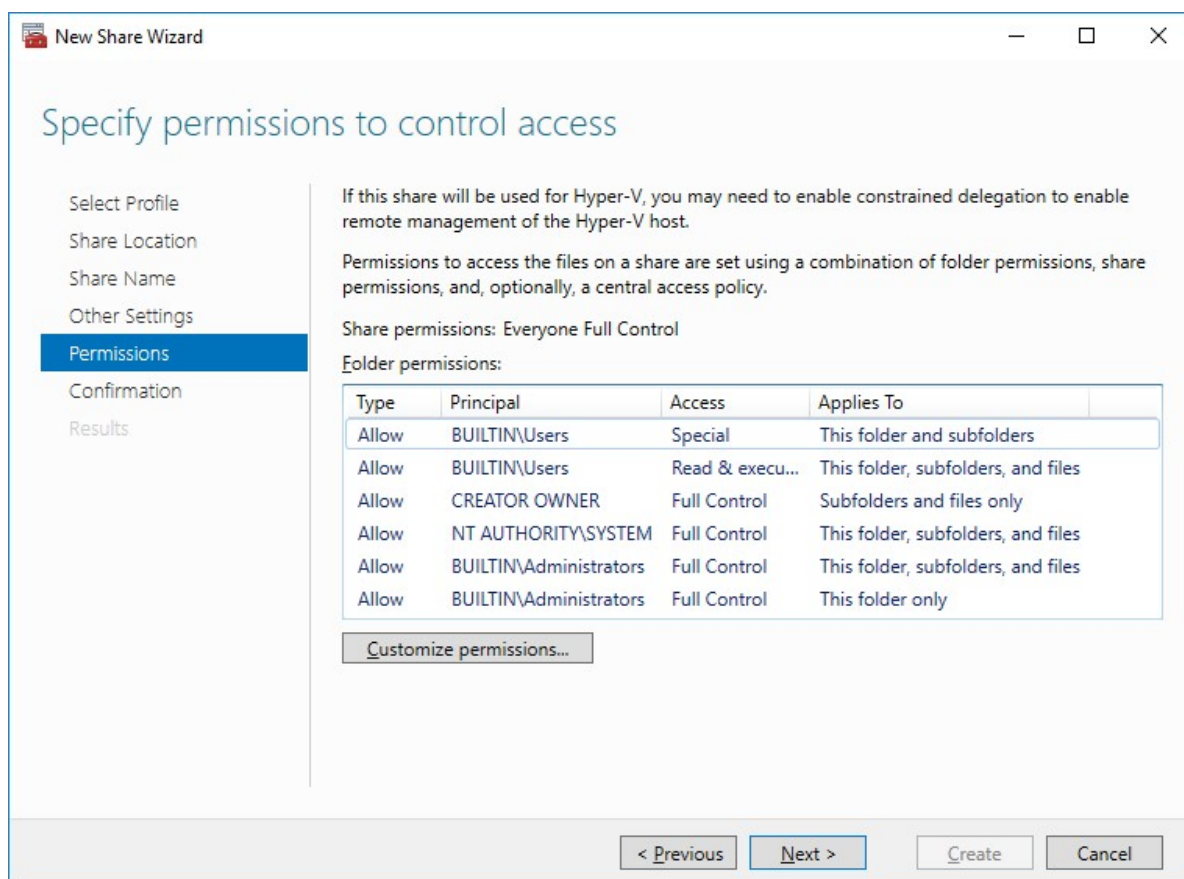 New Share Wizard
Specify permissions to control access
Select Profile
Share Location
Share Name
Other Settings
Permissions
Confirmation
Results
If this share will be used for Hyper-V, you may need to enable constrained delegation to enable
remote management of the Hyper-V host.
Permissions to access the files on a share are set using a combination of folder permissions, share
permissions, and, optionally, a central access policy.
Share permissions: Everyone Full Control
Folder permissions:
Type Principal Access Applies To
Allow BUILTIN\Users Special This folder and subfolders
Allow BUILTIN\Users Read & execu... This folder, subfolders, and files
Allow CREATOR OWNER Full Control Subfolders and files only
Allow NT AUTHORITY\SYSTEM Full Control This folder, subfolders, and files
Allow BUILTIN\Administrators Full Control This folder, subfolders, and files
Allow BUILTIN\Administrators Full Control This folder only
Customize permissions...
< Previous Next > Create Cancel